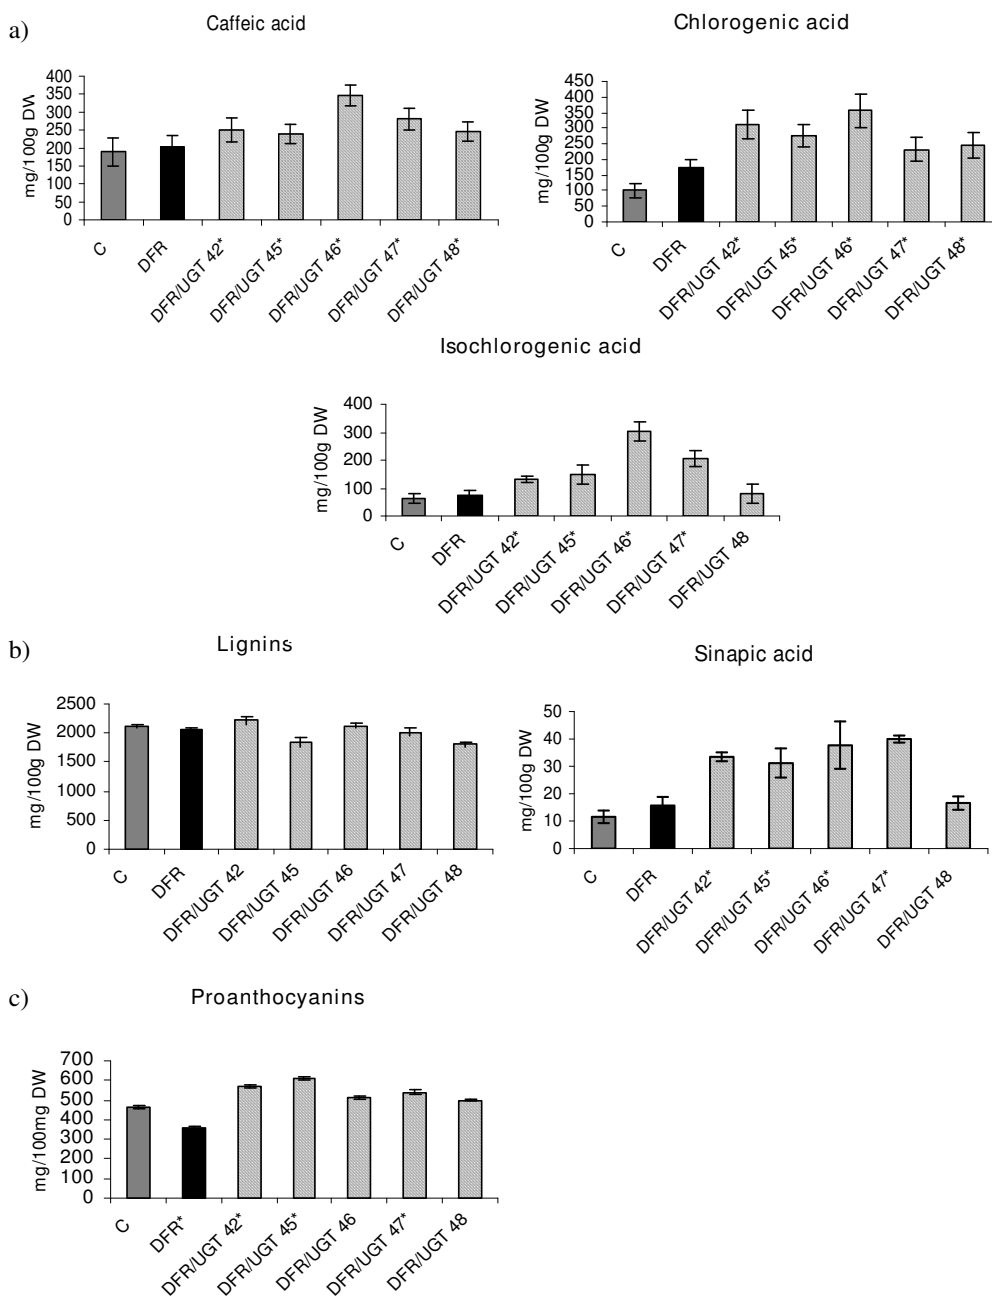 a)
Caffeic acid
mg/100g DW
400
350
300
250
200
150
100
50
0
C
DFR
DFR/UGT 42*
DFR/UGT 45*
DFR/UGT 46*
DFR/UGT 47*
DFR/UGT 48*
Chlorogenic acid
mg/100g DW
450
400
350
300
250
200
150
100
50
0
C
DFR
DFR/UGT 42*
DFR/UGT 45*
DFR/UGT 46*
DFR/UGT 47*
DFR/UGT 48*
Isochlorogenic acid
mg/100g DW
400
300
200
100
0
C
DFR
DFR/UGT 42*
DFR/UGT 45*
DFR/UGT 46*
DFR/UGT 47*
DFR/UGT 48
b)
Lignins
mg/100g DW
2500
2000
1500
1000
500
0
C
DFR
DFR/UGT 42
DFR/UGT 45
DFR/UGT 46
DFR/UGT 47
DFR/UGT 48
Sinapic acid
mg/100g DW
50
40
30
20
10
0
C
DFR
DFR/UGT 42*
DFR/UGT 45*
DFR/UGT 46*
DFR/UGT 47*
DFR/UGT 48
c)
Proanthocyanins
mg/100mg DW
700
600
500
400
300
200
100
0
C
DFR*
DFR/UGT 42*
DFR/UGT 45*
DFR/UGT 46
DFR/UGT 47*
DFR/UGT 48